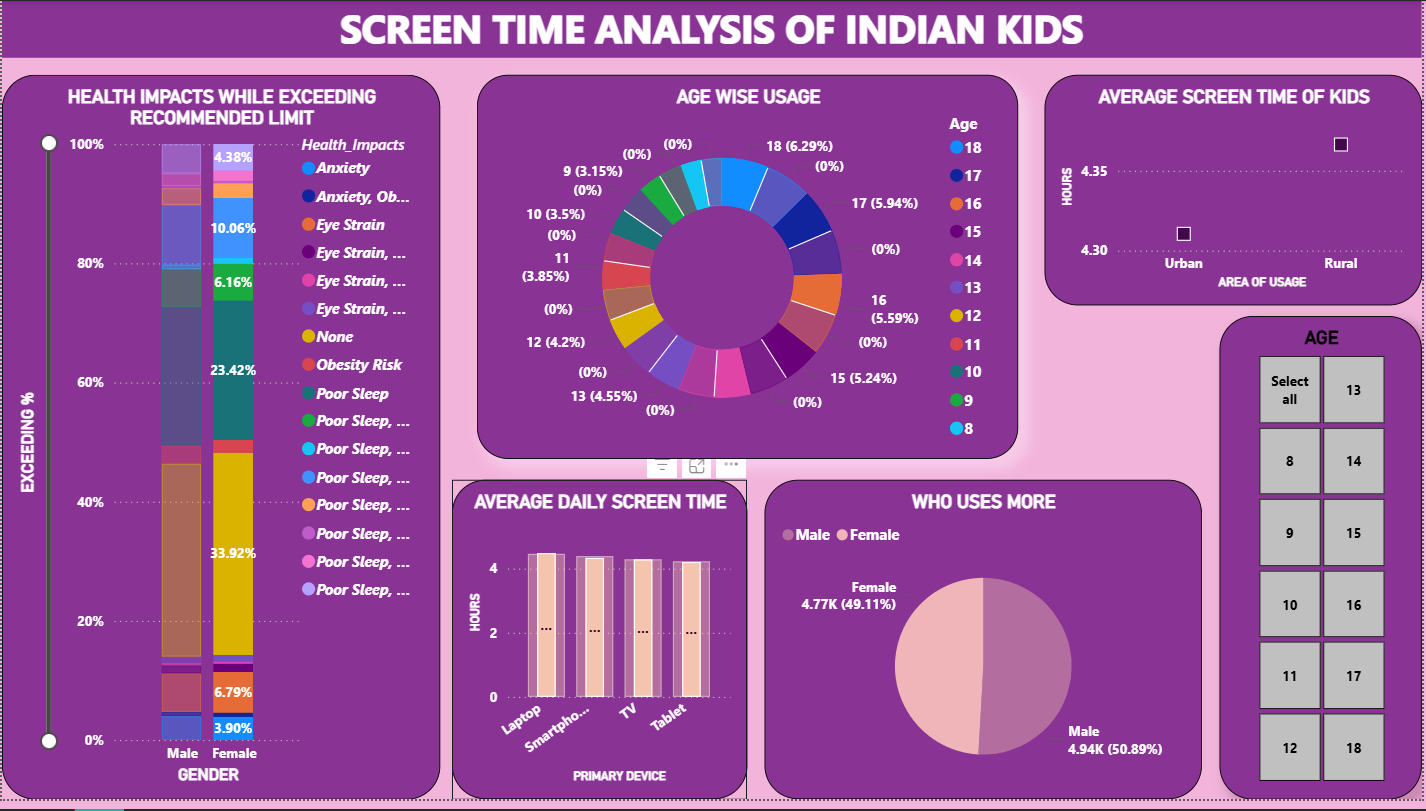 SCREEN TIME ANALYSIS OF INDIAN KIDS
HEALTH IMPACTS WHILE EXCEEDING
RECOMMENDED LIMIT
EXCEEDING %
100%
80%
60%
40%
20%
0%
4.38%
10.06%
6.16%
23.42%
33.92%
6.79%
3.90%
Male
Female
GENDER
Health_Impacts
Anxiety
Anxiety, Ob...
Eye Strain
Eye Strain, ...
Eye Strain, ...
Eye Strain, ...
None
Obesity Risk
Poor Sleep
Poor Sleep, ...
Poor Sleep, ...
Poor Sleep, ...
Poor Sleep, ...
Poor Sleep, ...
Poor Sleep, ...
Poor Sleep, ...
AGE WISE USAGE
18 (6.29%)
(0%)
17 (5.94%)
(0%)
16
(5.59%)
(0%)
15 (5.24%)
(0%)
(0%)
13 (4.55%)
(0%)
12 (4.2%)
(0%)
11
(3.85%)
(0%)
10 (3.5%)
(0%)
9 (3.15%)
(0%)
(0%)
Age
18
17
16
15
14
13
12
11
10
9
8
AVERAGE SCREEN TIME OF KIDS
HOURS
4.35
4.30
Urban
Rural
AREA OF USAGE
AVERAGE DAILY SCREEN TIME
HOURS
4
2
0
...
...
...
...
Laptop
Smartpho...
TV
Tablet
PRIMARY DEVICE
WHO USES MORE
Male
Female
Female
4.77K (49.11%)
Male
4.94K (50.89%)
AGE
Select
all
13
8
14
9
15
10
16
11
17
12
18